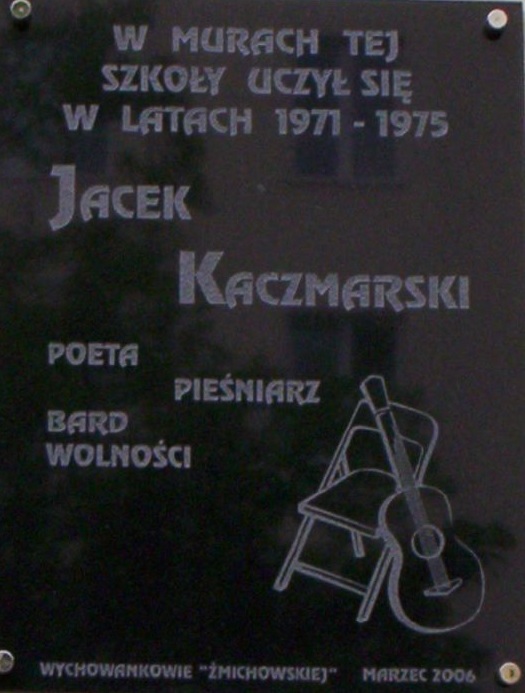 W MURACH TEJ
SZKOŁY UCZYŁ SIĘ
W LATACH 1971 - 1975
JACEK
KACZMARSKI
POETA
PIEŚNIARZ
BARD
WOLNOŚCI
WYCHOWANKOWIE "ŻMICHOWSKIEJ" MARZEC 2006